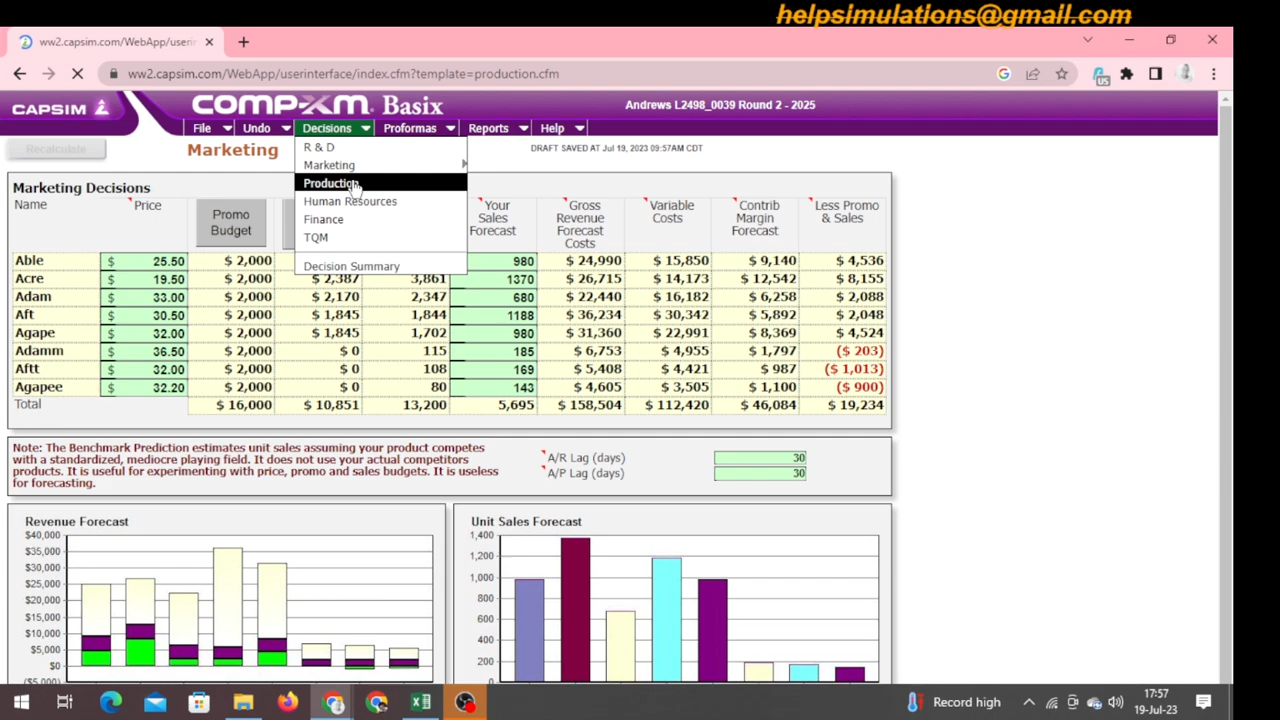 helpsimulations@gmail.com
ww2.capsim.com/WebApp/userin
ww2.capsim.com/WebApp/userinterface/index.cfm?template=production.cfm
US
CAPSIM
COMP-XM Basix
Andrews L2498_0039 Round 2 - 2025
File Undo Decisions Proformas Reports Help
Recalculate
Marketing
DRAFT SAVED AT Jul 19, 2023 09:57AM CDT
R & D
Marketing
Production
Human Resources
Finance
TQM
Decision Summary
Marketing Decisions
Name Price Promo Budget Your Sales Forecast Gross Revenue Forecast Costs Variable Costs Contrib Margin Forecast Less Promo & Sales
Able $ 25.50 $ 2,000 980 $ 24,990 $ 15,850 $ 9,140 $ 4,536
Acre $ 19.50 $ 2,000 $ 2,387 3,861 1370 $ 26,715 $ 14,173 $ 12,542 $ 8,155
Adam $ 33.00 $ 2,000 $ 2,170 2,347 680 $ 22,440 $ 16,182 $ 6,258 $ 2,088
Aft $ 30.50 $ 2,000 $ 1,845 1,844 1188 $ 36,234 $ 30,342 $ 5,892 $ 2,048
Agape $ 32.00 $ 2,000 $ 1,845 1,702 980 $ 31,360 $ 22,991 $ 8,369 $ 4,524
Adamm $ 36.50 $ 2,000 $ 0 115 185 $ 6,753 $ 4,955 $ 1,797 ($ 203)
Aftt $ 32.00 $ 2,000 $ 0 108 169 $ 5,408 $ 4,421 $ 987 ($ 1,013)
Agapee $ 32.20 $ 2,000 $ 0 80 143 $ 4,605 $ 3,505 $ 1,100 ($ 900)
Total $ 16,000 $ 10,851 13,200 5,695 $ 158,504 $ 112,420 $ 46,084 $ 19,234
Note: The Benchmark Prediction estimates unit sales assuming your product competes
with a standardized, mediocre playing field. It does not use your actual competitors
products. It is useful for experimenting with price, promo and sales budgets. It is useless
for forecasting.
A/R Lag (days) 30
A/P Lag (days) 30
Revenue Forecast
$40,000
$35,000
$30,000
$25,000
$20,000
$15,000
$10,000
$5,000
$0
($5,000)
Unit Sales Forecast
1,400
1,200
1,000
800
600
400
200
Record high
17:57
19-Jul-23